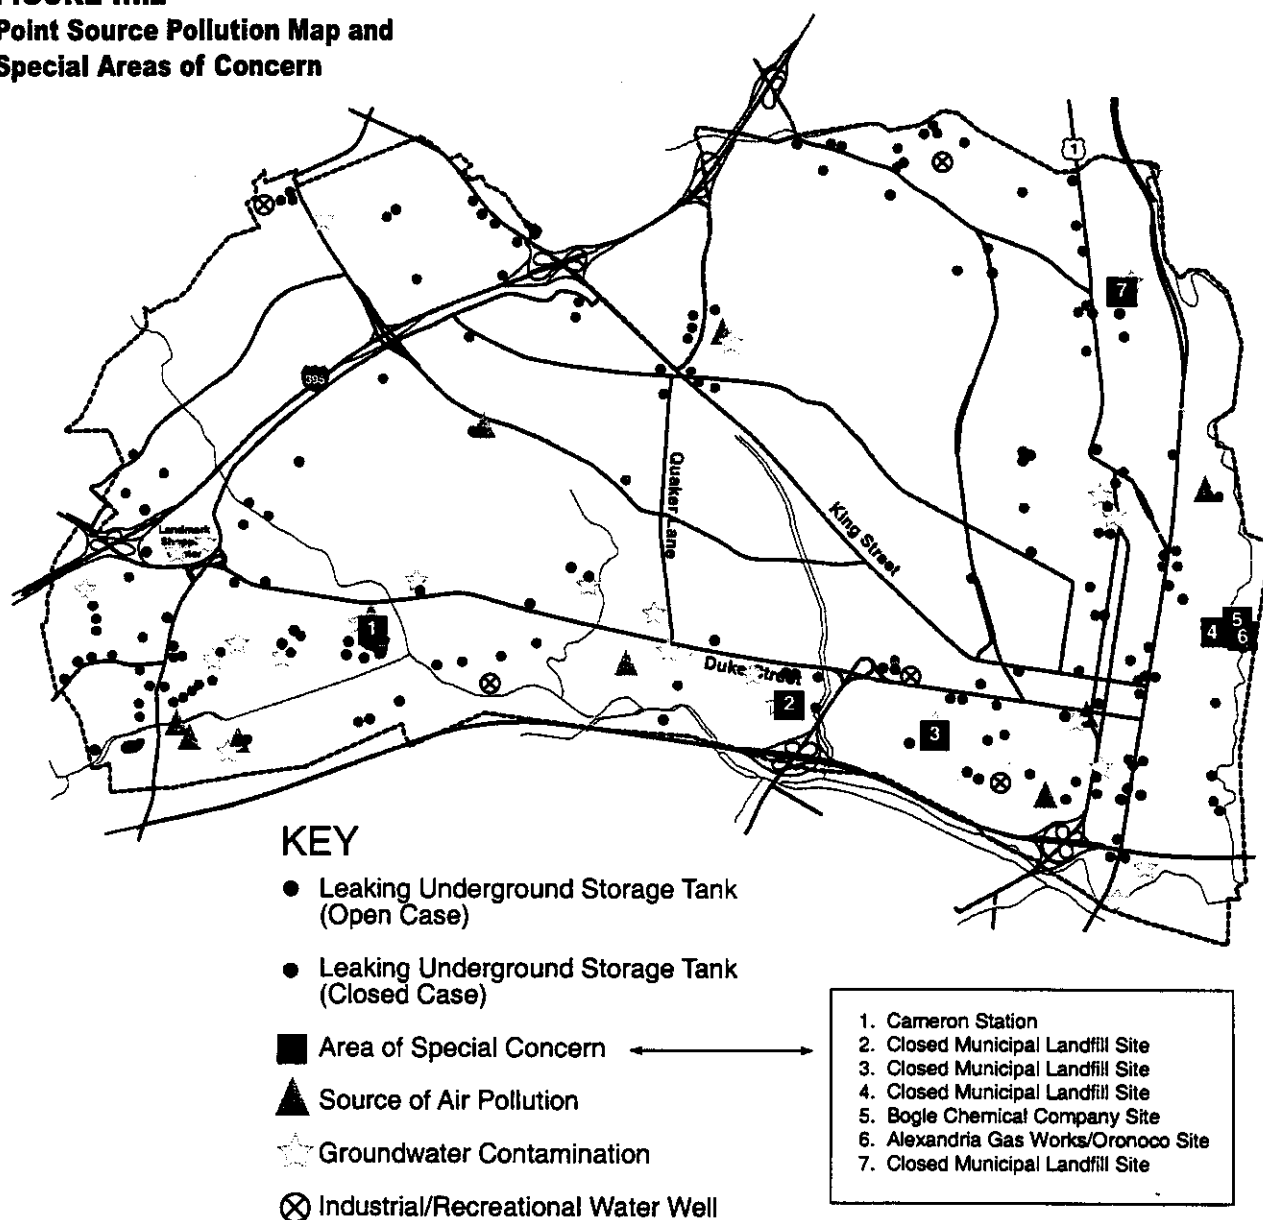 Point Source Pollution Map and
Special Areas of Concern
1
7
395
Quaker Lane
King Street
Landmark
5
4
6
1
Duke Street
2
3
KEY
Leaking Underground Storage Tank
(Open Case)
Leaking Underground Storage Tank
(Closed Case)
Area of Special Concern
Source of Air Pollution
Groundwater Contamination
Industrial/Recreational Water Well
1. Cameron Station
2. Closed Municipal Landfill Site
3. Closed Municipal Landfill Site
4. Closed Municipal Landfill Site
5. Bogle Chemical Company Site
6. Alexandria Gas Works/Oronoco Site
7. Closed Municipal Landfill Site